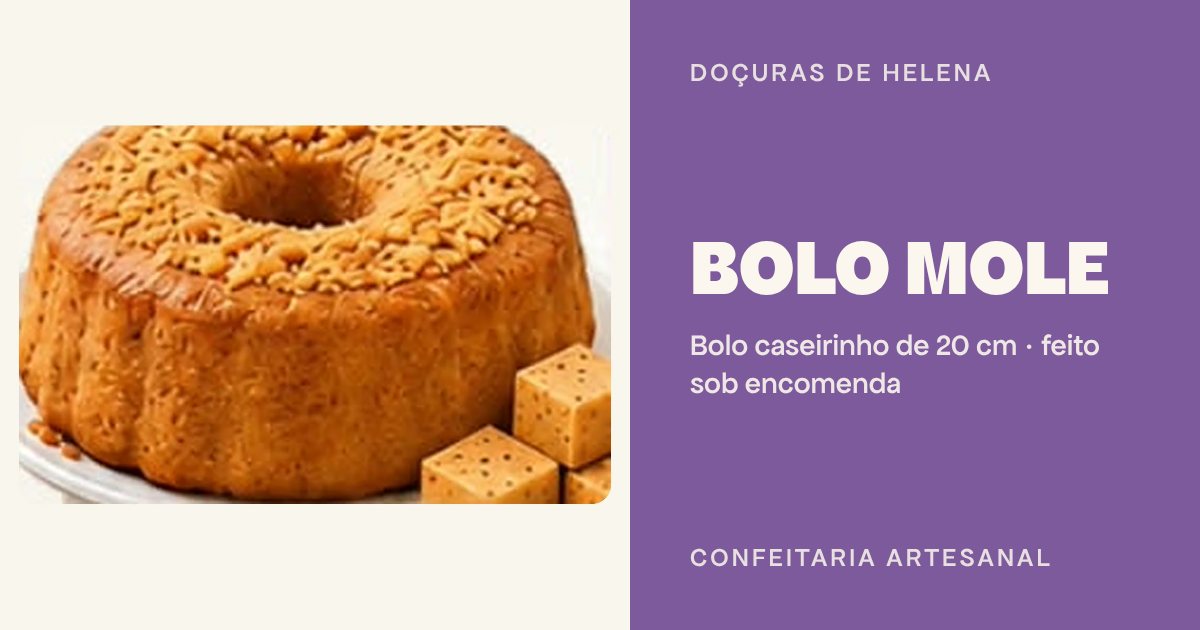 DOÇURAS DE HELENA
BOLO MOLE
Bolo caseirinho de 20 cm · feito
sob encomenda
CONFEITARIA ARTESANAL